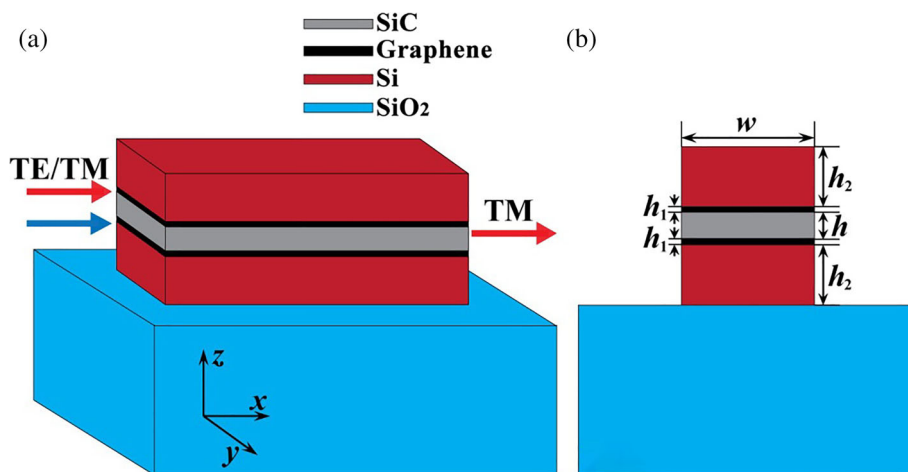 (a)
SiC
Graphene
Si
SiO₂
TE/TM
TM
z
x
y
(b)
w
h₂
h₁
h
h₁
h₂